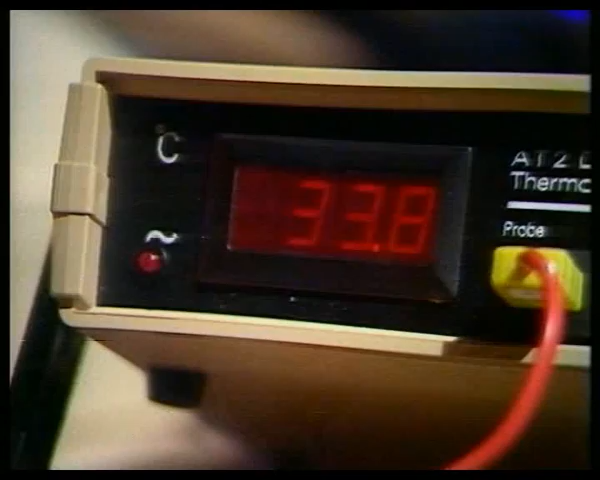 °C
~
33.8
AT2
Thermo
Probe